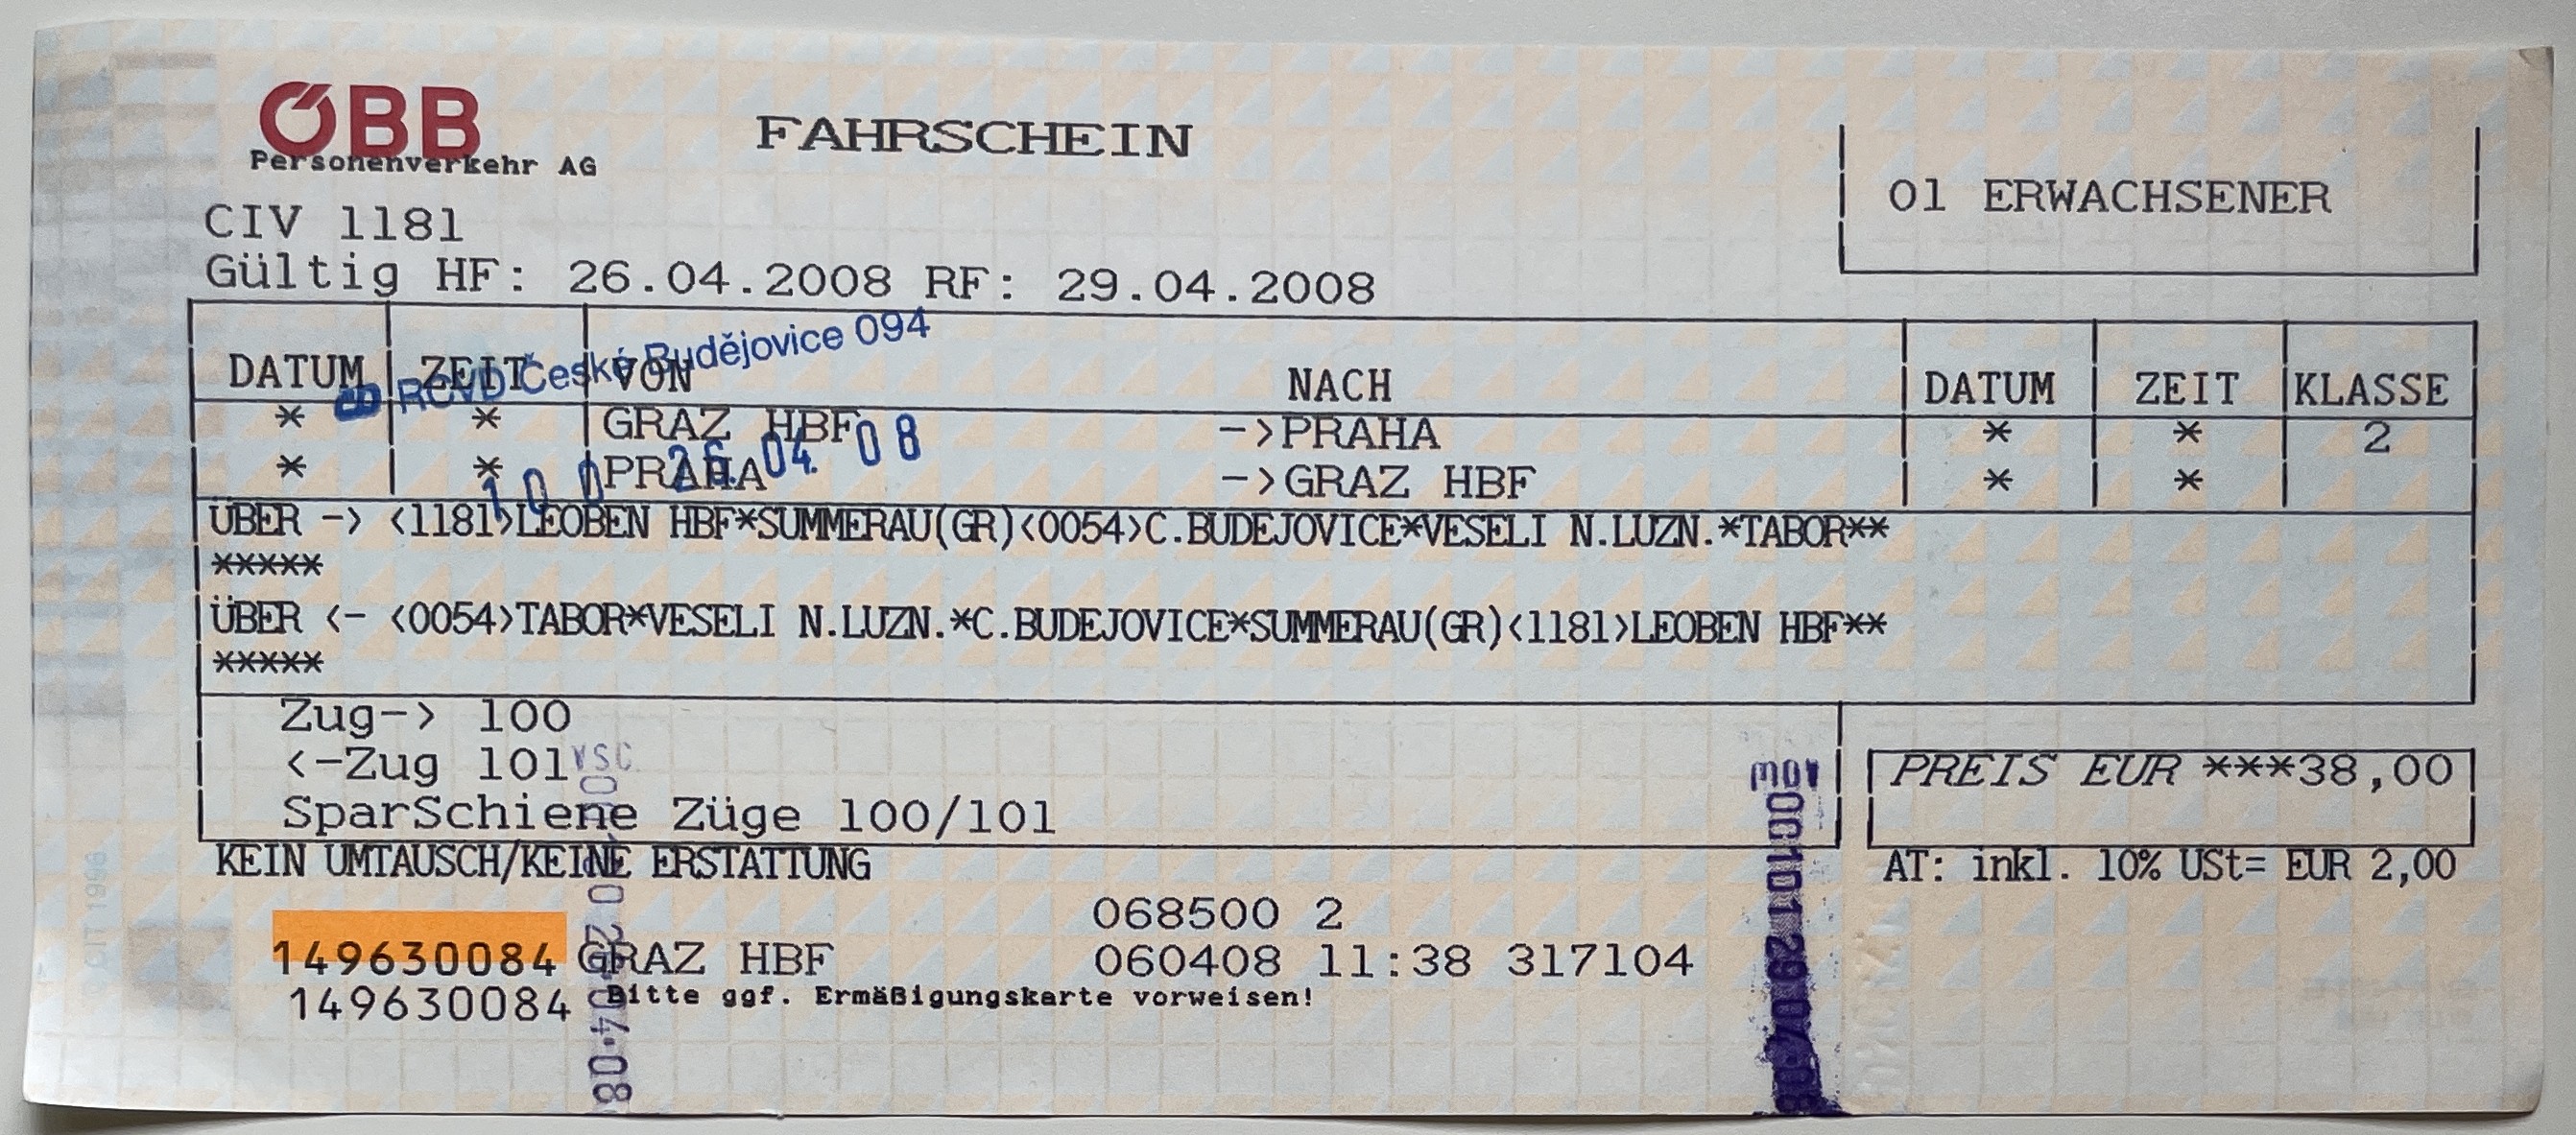 ÖBB
Personenverkehr AG
FAHRSCHEIN
01 ERWACHSENER
CIV 1181
Gültig HF: 26.04.2008 RF: 29.04.2008
DATUM ZEIT VON NACH DATUM ZEIT KLASSE
RCVD České Budějovice 094
* * GRAZ HBF ->PRAHA * * 2
* * PRAHA ->GRAZ HBF * *
100 26.04.08
ÜBER -> <1181>LEOBEN HBF*SUMMERAU(GR)<0054>C.BUDEJOVICE*VESELI N.LUZN.*TABOR**
*****
ÜBER <- <0054>TABOR*VESELI N.LUZN.*C.BUDEJOVICE*SUMMERAU(GR)<1181>LEOBEN HBF**
*****
Zug-> 100
<-Zug 101
SparSchiene Züge 100/101
PREIS EUR ***38,00
KEIN UMTAUSCH/KEINE ERSTATTUNG
AT: inkl. 10% USt= EUR 2,00
068500 2
149630084 GRAZ HBF 060408 11:38 317104
149630084 Bitte ggf. Ermäßigungskarte vorweisen!
CIT 1996